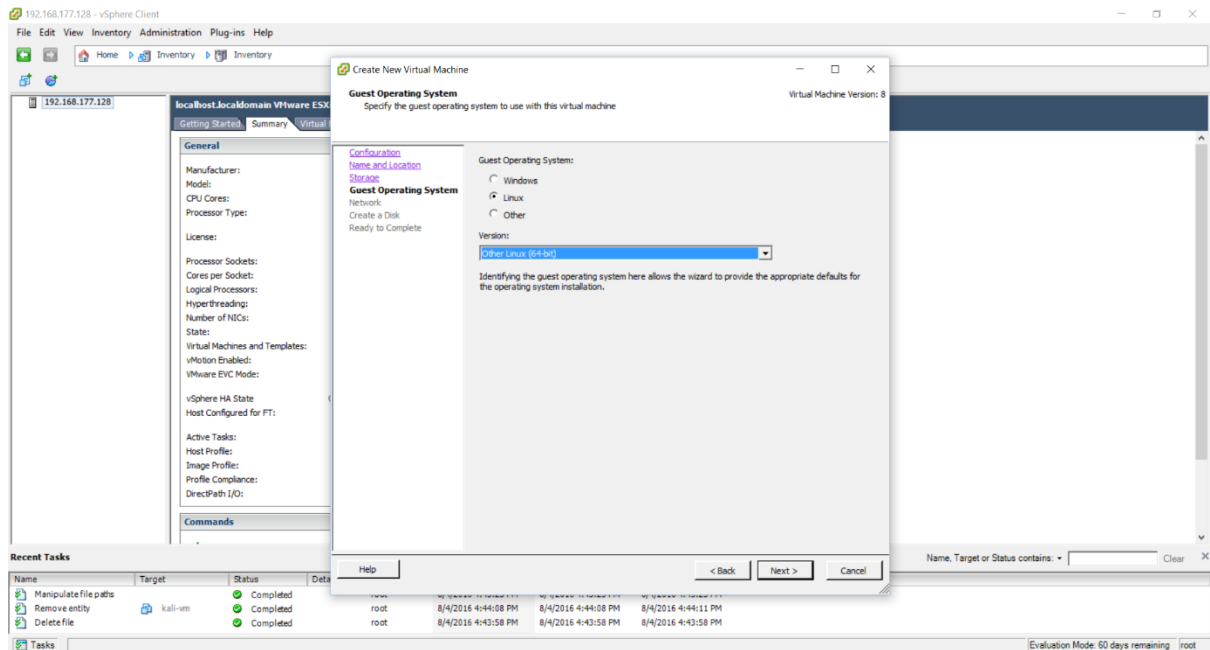 192.168.177.128 - vSphere Client
File Edit View Inventory Administration Plug-ins Help
Home Inventory Inventory
192.168.177.128
localhost.localdomain VMware ESX
Getting Started Summary Virtual
General
Manufacturer:
Model:
CPU Cores:
Processor Type:
License:
Processor Sockets:
Cores per Socket:
Logical Processors:
Hyperthreading:
Number of NICs:
State:
Virtual Machines and Templates:
vMotion Enabled:
VMware EVC Mode:
vSphere HA State
Host Configured for FT:
Active Tasks:
Host Profile:
Image Profile:
Profile Compliance:
DirectPath I/O:
Commands
Create New Virtual Machine
Guest Operating System
Specify the guest operating system to use with this virtual machine
Virtual Machine Version: 8
Configuration
Name and Location
Storage
Guest Operating System
Network
Create a Disk
Ready to Complete
Guest Operating System:
Windows
Linux
Other
Version:
Other Linux (64-bit)
Identifying the guest operating system here allows the wizard to provide the appropriate defaults for
the operating system installation.
Help
< Back Next > Cancel
Recent Tasks
Name, Target or Status contains: Clear
Name Target Status Deta
Manipulate file paths Completed
Remove entity kali-vm Completed root 8/4/2016 4:44:08 PM 8/4/2016 4:44:08 PM 8/4/2016 4:44:11 PM
Delete file Completed root 8/4/2016 4:43:58 PM 8/4/2016 4:43:58 PM 8/4/2016 4:43:58 PM
Tasks
Evaluation Mode: 60 days remaining root